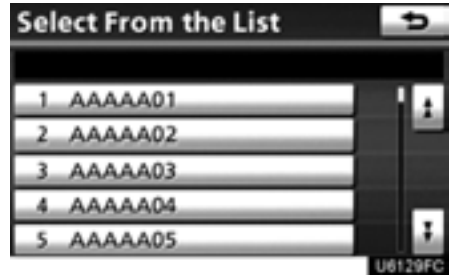 Select From the List
1 AAAAA01
2 AAAAA02
3 AAAAA03
4 AAAAA04
5 AAAAA05
U6129FC